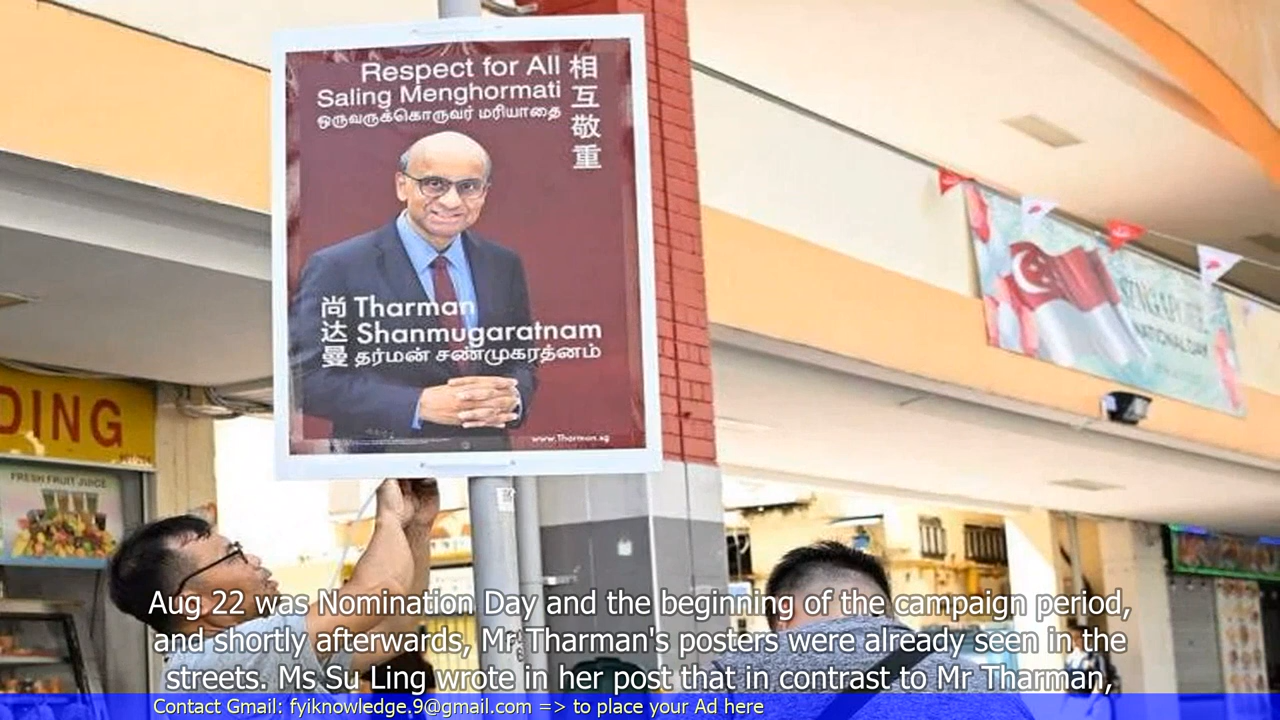 Respect for All
Saling Menghormati
ஒருவருக்கொருவர் மரியாதை
相互敬重
尚达曼
Tharman
Shanmugaratnam
தர்மன் சண்முகரத்னம்
www.Tharman.sg
SINGAPORE
NATIONAL DAY
DING
FRESH FRUIT JUICE
Aug 22 was Nomination Day and the beginning of the campaign period,
and shortly afterwards, Mr Tharman's posters were already seen in the
streets. Ms Su Ling wrote in her post that in contrast to Mr Tharman,
Contact Gmail: fyiknowledge.9@gmail.com => to place your Ad here